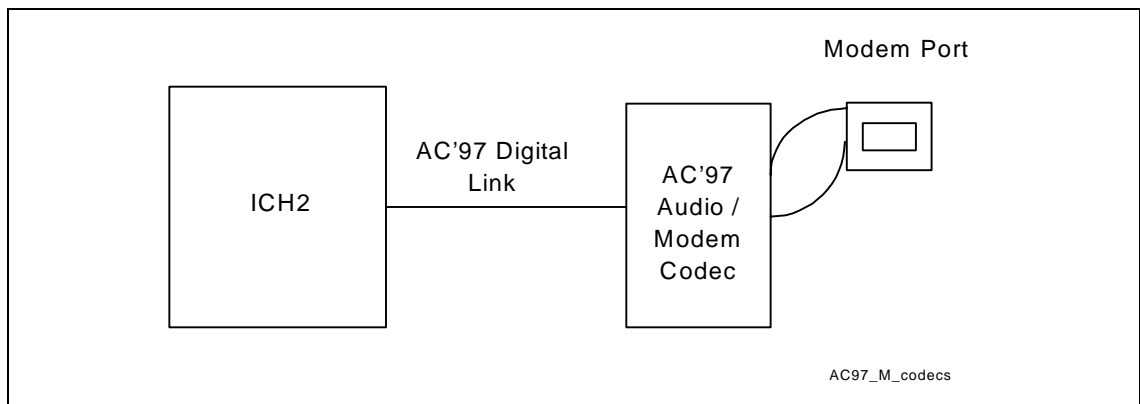 Modem Port
AC'97 Digital
Link
ICH2
AC'97
Audio /
Modem
Codec
AC97_M_codecs